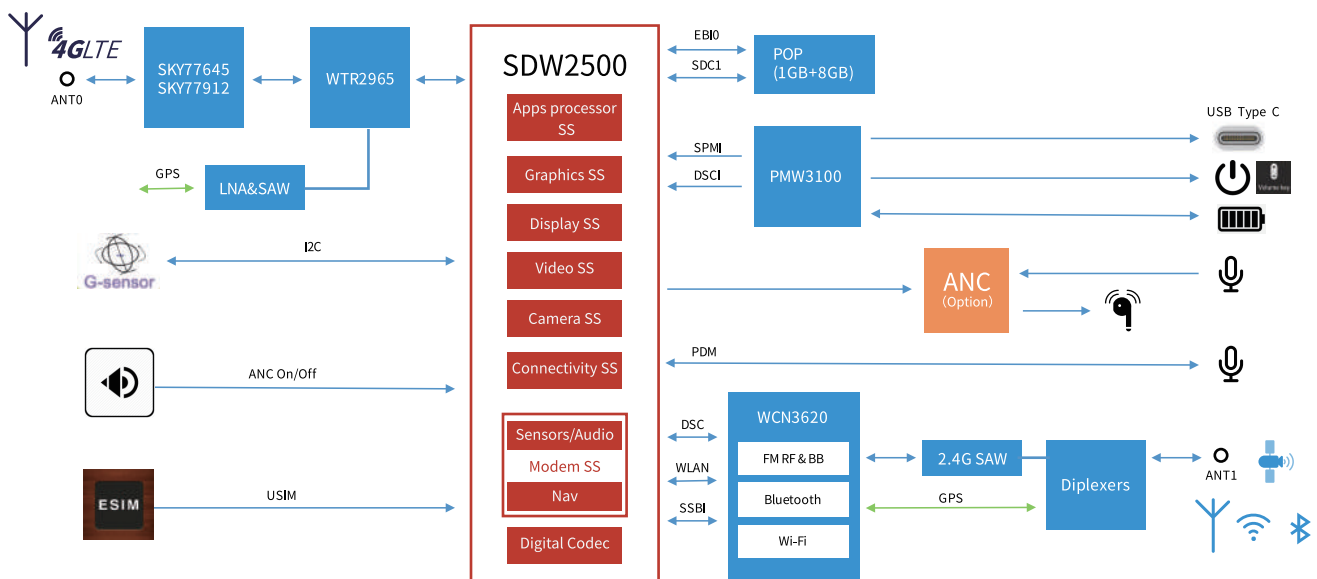 4GLTE
ANT0
SKY77645
SKY77912
WTR2965
GPS
LNA&SAW
I2C
G-sensor
ANC On/Off
ESIM
USIM
SDW2500
Apps processor
SS
Graphics SS
Display SS
Video SS
Camera SS
Connectivity SS
Sensors/Audio
Modem SS
Nav
Digital Codec
EBI0
SDC1
POP
(1GB+8GB)
SPMI
DSCI
PMW3100
USB Type C
Volume key
ANC
(Option)
PDM
DSC
WLAN
SSBI
WCN3620
FM RF & BB
Bluetooth
Wi-Fi
2.4G SAW
GPS
Diplexers
ANT1